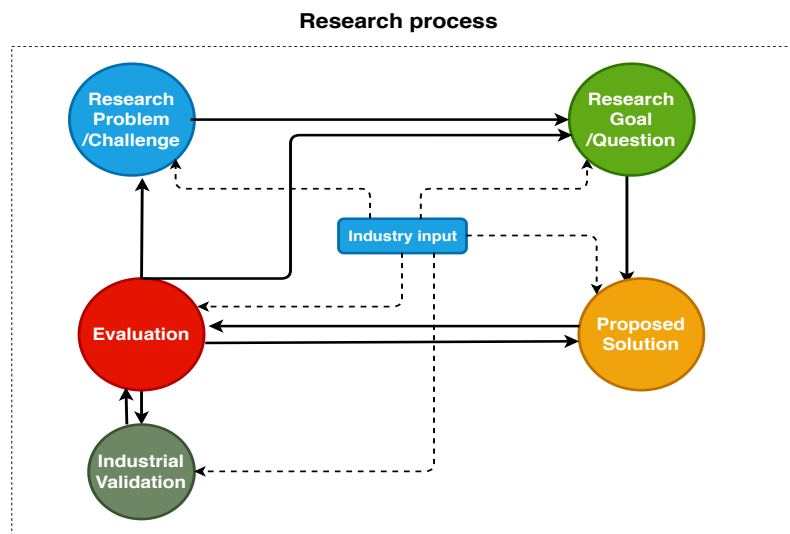 Research process
Research
Problem
/Challenge
Research
Goal
/Question
Industry input
Evaluation
Proposed
Solution
Industrial
Validation